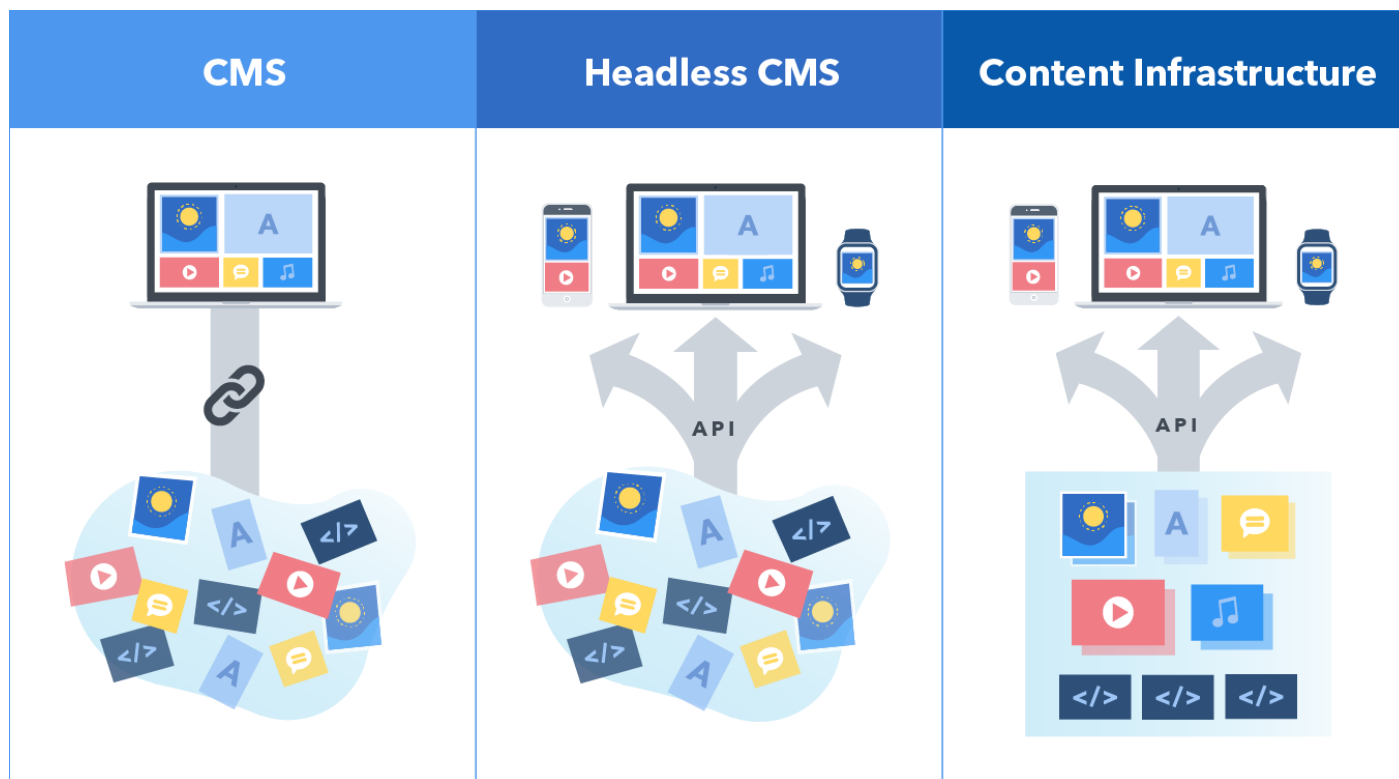 CMS
Headless CMS
Content Infrastructure
A
A
A
API
API
A
</>
A
</>
A
</>
</>
</>
</>
A
A
</> </> </>